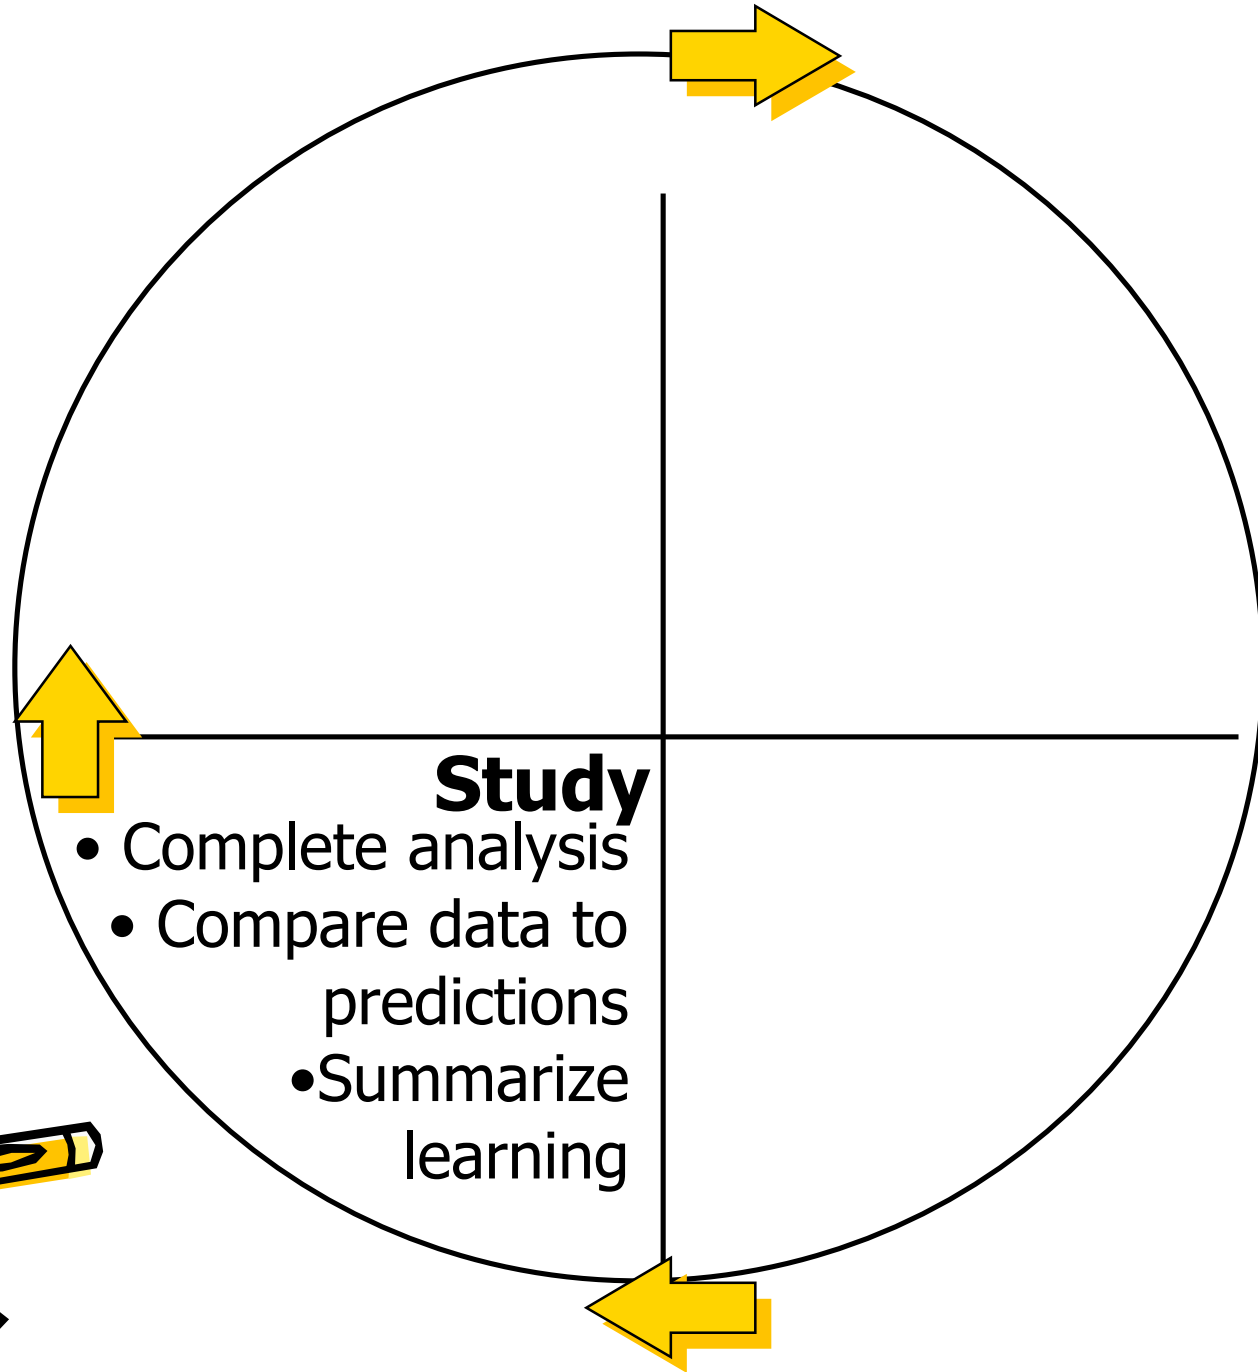 Study
• Complete analysis
• Compare data to
predictions
•Summarize
learning